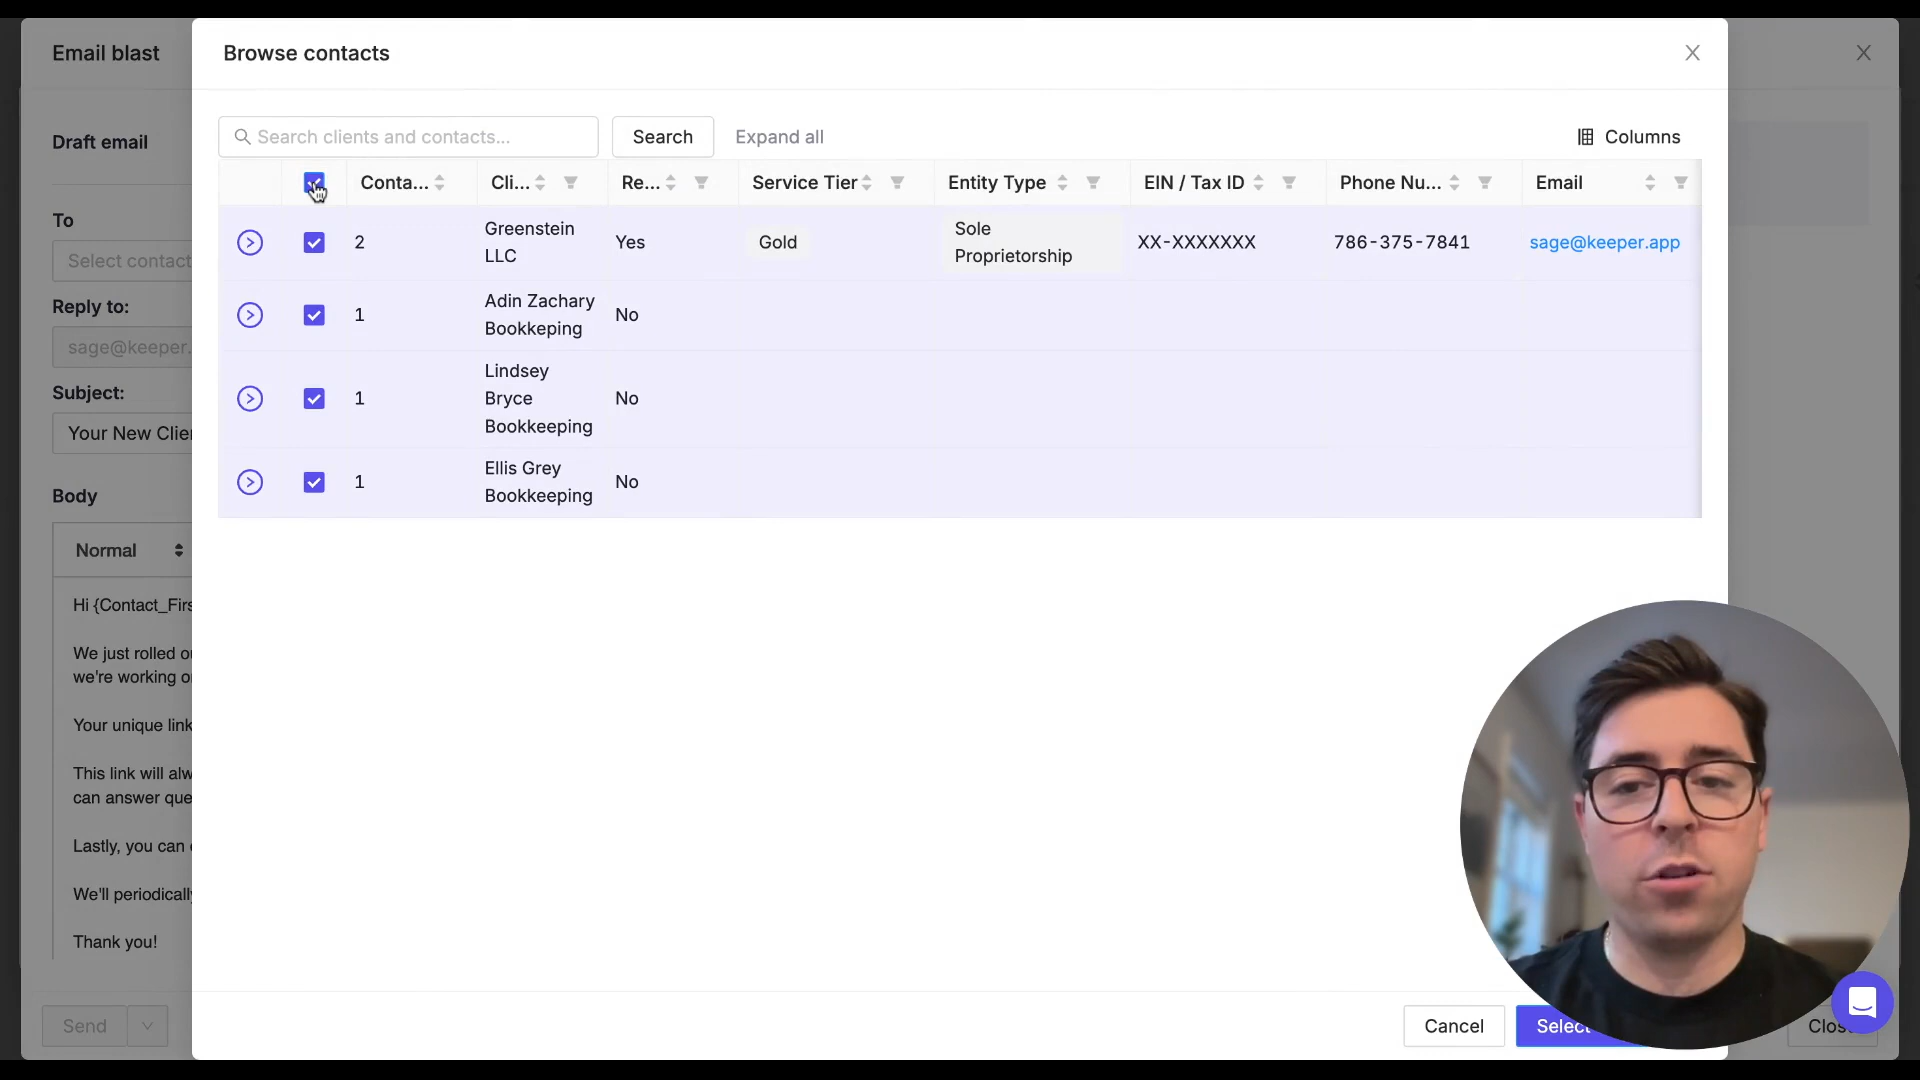 Email blast
Browse contacts
Draft email
Search clients and contacts...
Search
Expand all
Columns
Conta...
Cli...
Re...
Service Tier
Entity Type
EIN / Tax ID
Phone Nu...
Email
2
Greenstein
LLC
Yes
Gold
Sole
Proprietorship
XX-XXXXXXX
786-375-7841
sage@keeper.app
1
Adin Zachary
Bookkeping
No
1
Lindsey
Bryce
Bookkeeping
No
1
Ellis Grey
Bookkeeping
No
To
Select contact
Reply to:
sage@keeper.
Subject:
Your New Clie
Body
Normal
Hi {Contact_Firs
We just rolled
we're working
Your unique link
This link will
can answer que
Lastly, you can
We'll periodically
Thank you!
Send
Cancel
Select
Clos